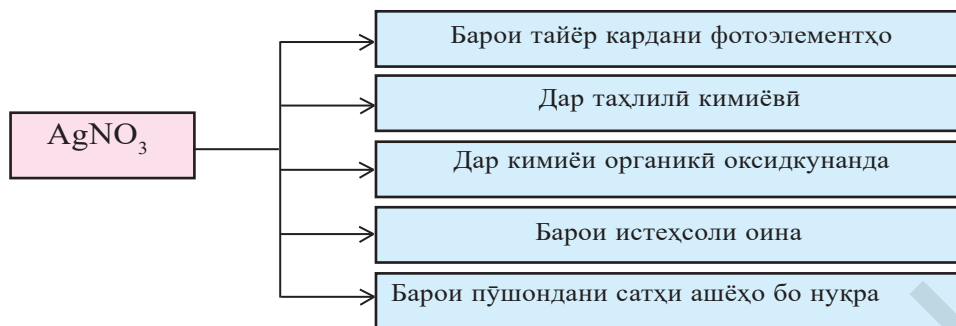 Барои тайёр кардани фотоэлементҳо
Дар таҳлилӣ кимиёвӣ
AgNO₃
Дар кимиёи органикӣ оксидкунанда
Барои истеҳсоли оина
Барои пӯшондани сатҳи ашёҳо бо нуқра